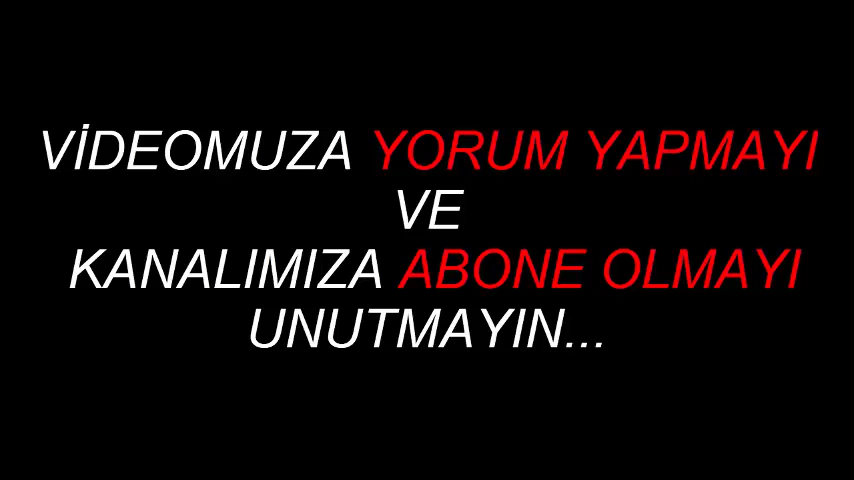 VİDEOMUZA YORUM YAPMAYI
VE
KANALIMIZA ABONE OLMAYI
UNUTMAYIN...